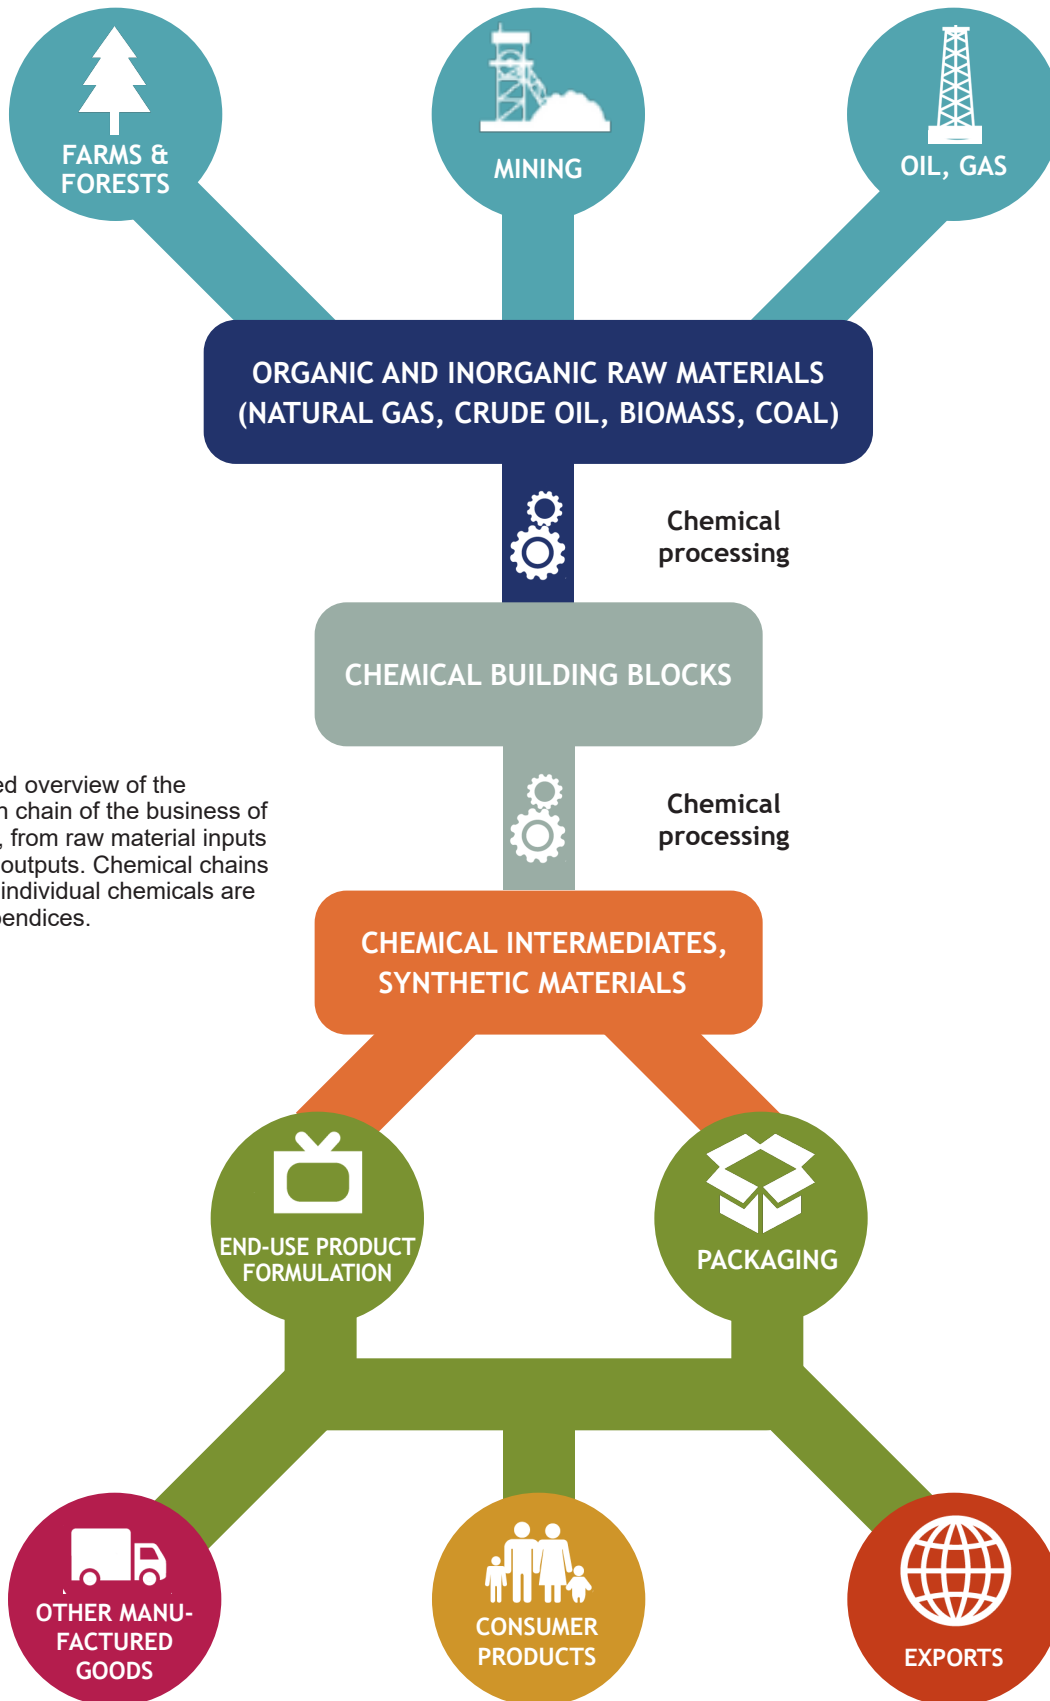 FARMS &
FORESTS
MINING
OIL, GAS
ORGANIC AND INORGANIC RAW MATERIALS
(NATURAL GAS, CRUDE OIL, BIOMASS, COAL)
Chemical
processing
CHEMICAL BUILDING BLOCKS
Chemical
processing
ed overview of the
n chain of the business of
, from raw material inputs
outputs. Chemical chains
individual chemicals are
pendices.
CHEMICAL INTERMEDIATES,
SYNTHETIC MATERIALS
END-USE PRODUCT
FORMULATION
PACKAGING
OTHER MANU-
FACTURED
GOODS
CONSUMER
PRODUCTS
EXPORTS